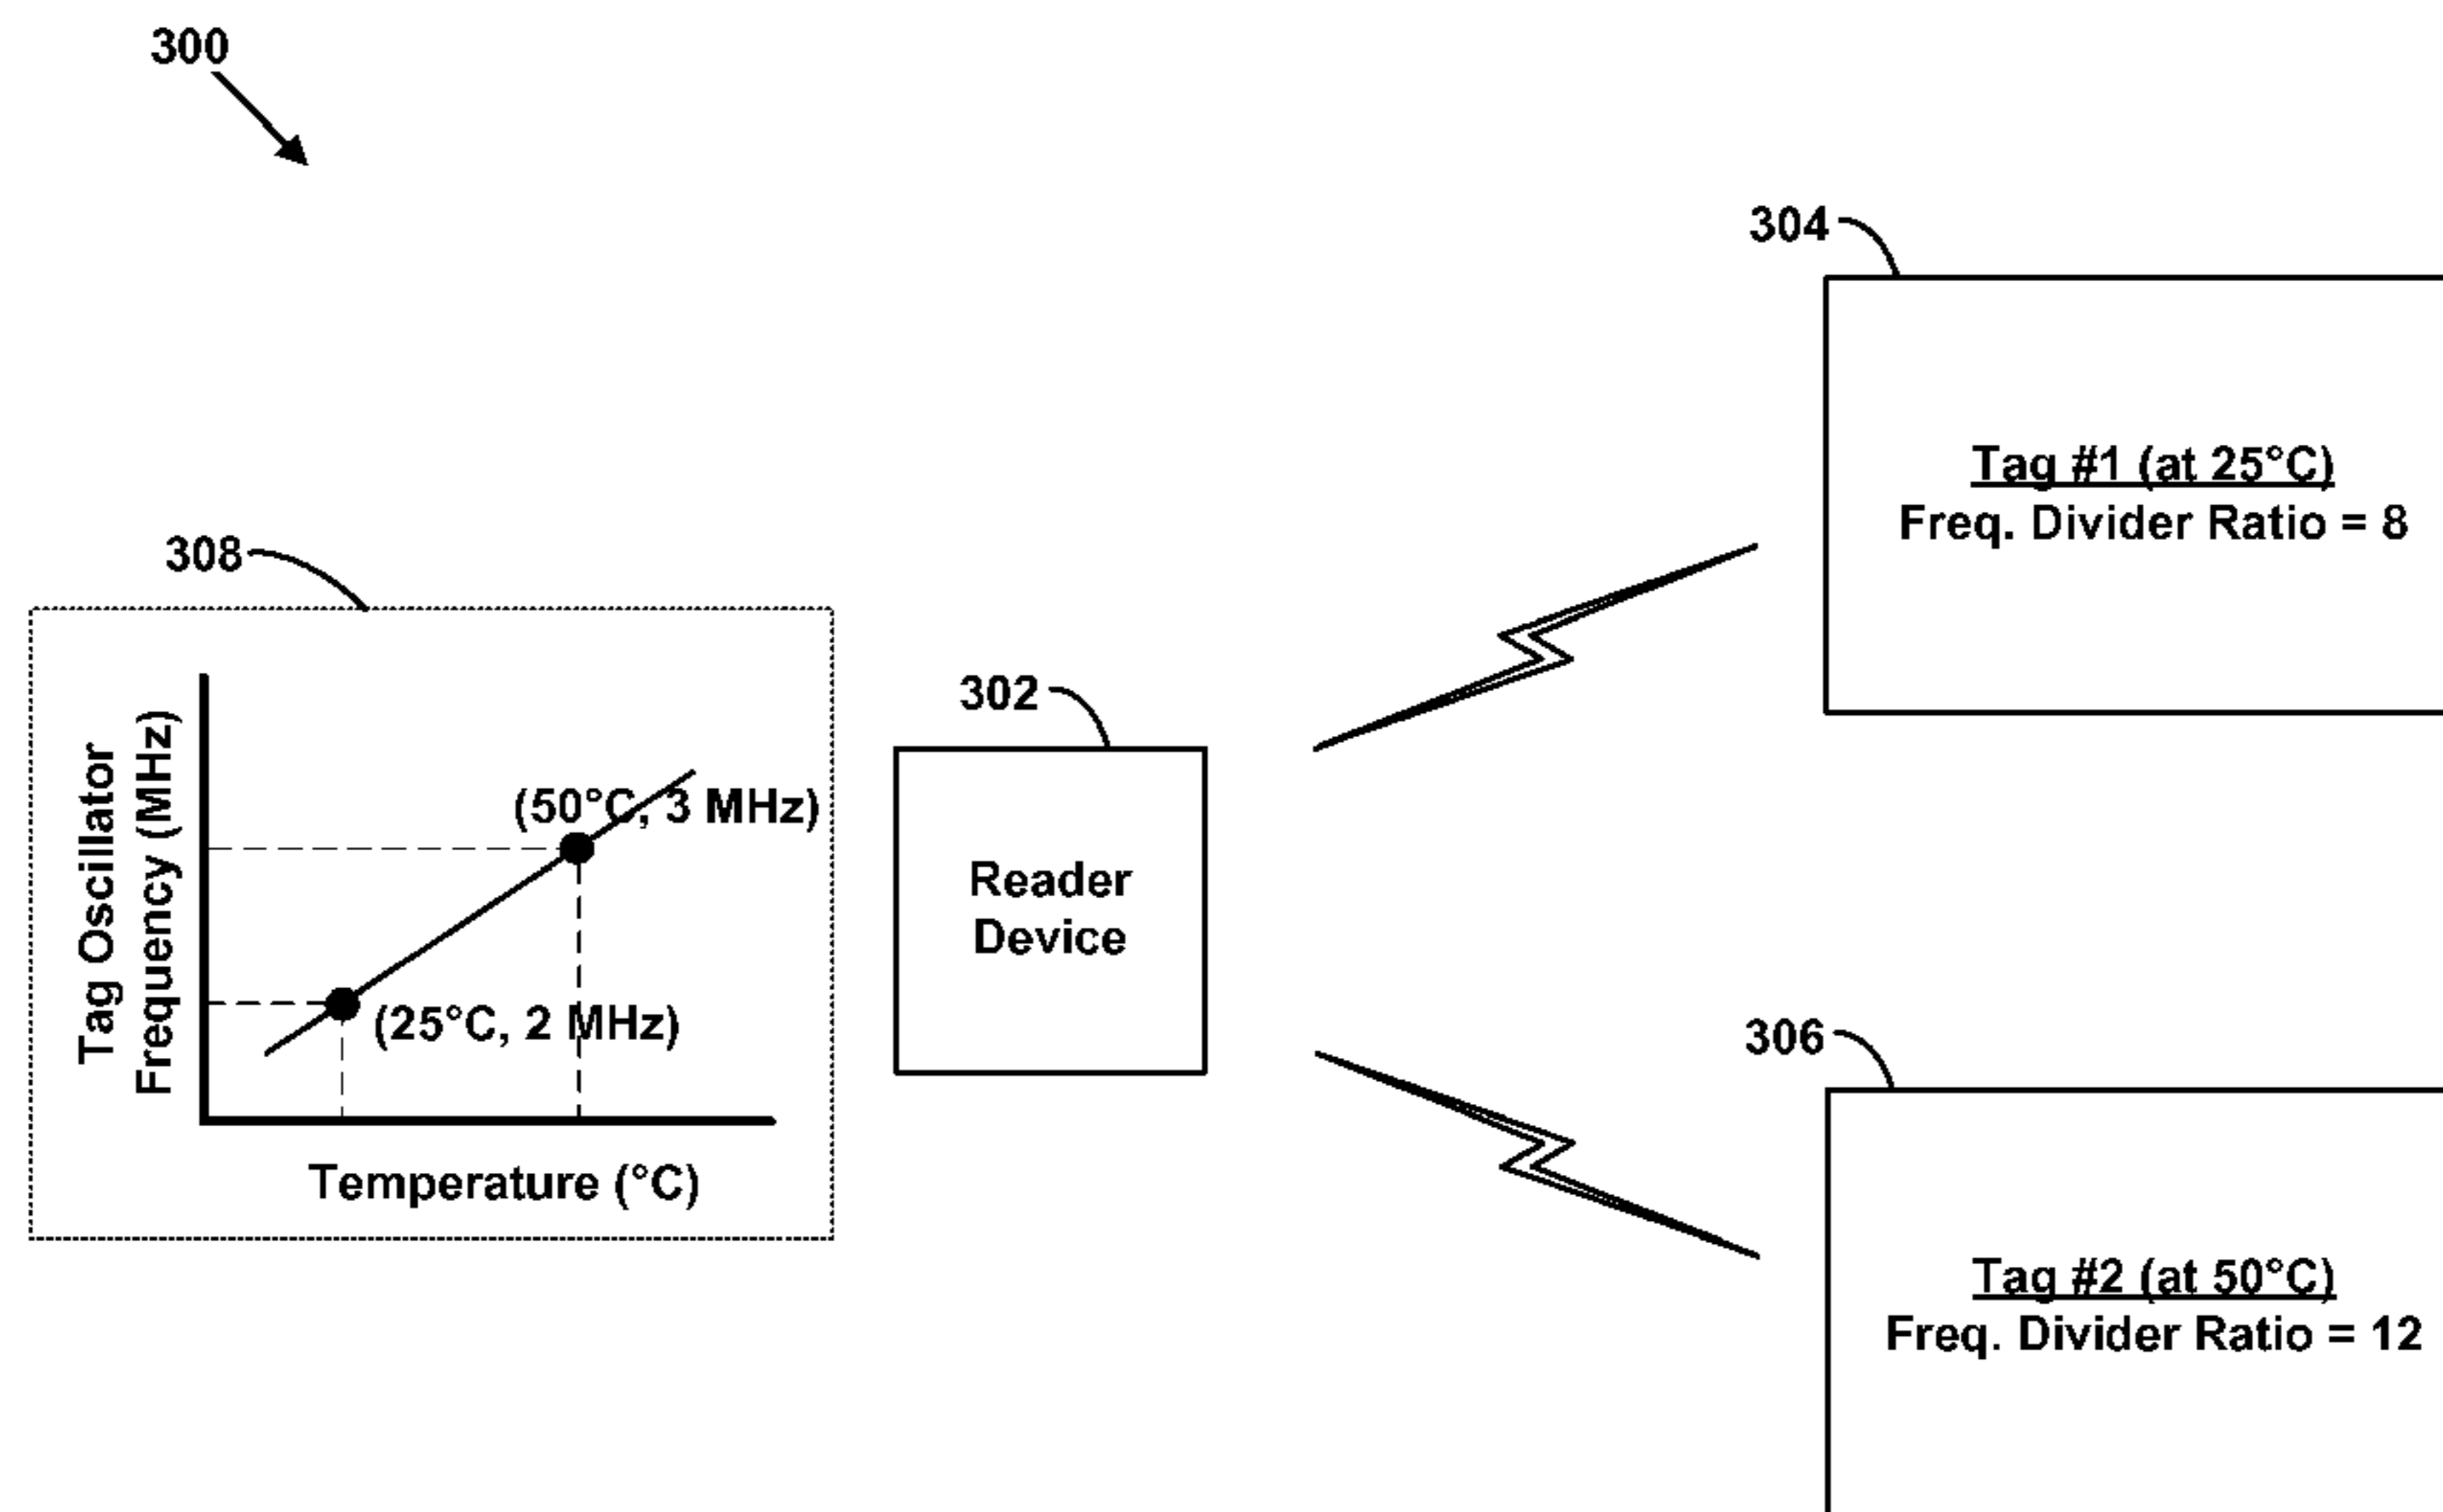 300
304
Tag #1 (at 25°C)
Freq. Divider Ratio = 8
308
302
Tag Oscillator
Frequency (MHz)
(50°C, 3 MHz)
(25°C, 2 MHz)
Temperature (°C)
Reader
Device
306
Tag #2 (at 50°C)
Freq. Divider Ratio = 12